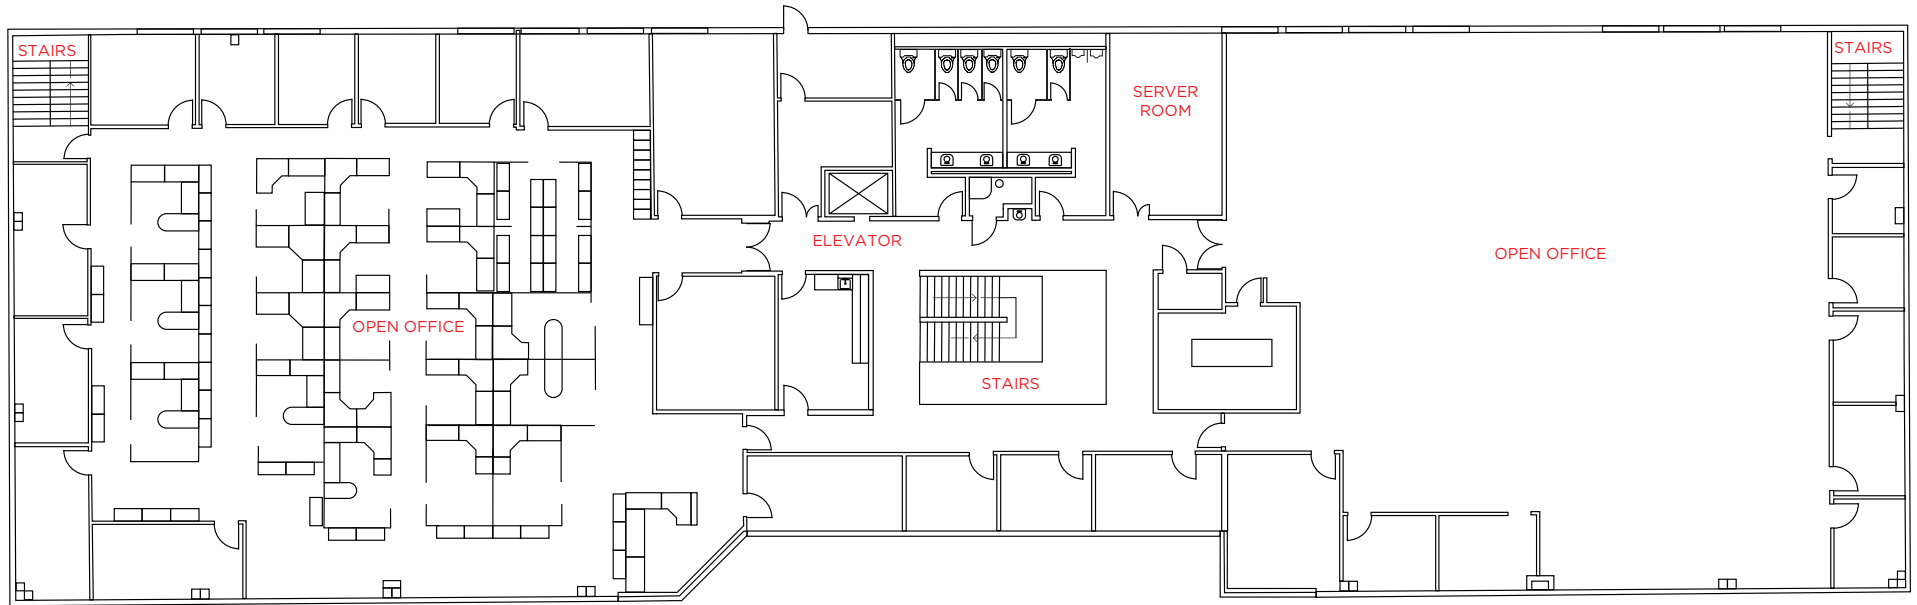 STAIRS
STAIRS
SERVER
ROOM
ELEVATOR
OPEN OFFICE
OPEN OFFICE
STAIRS